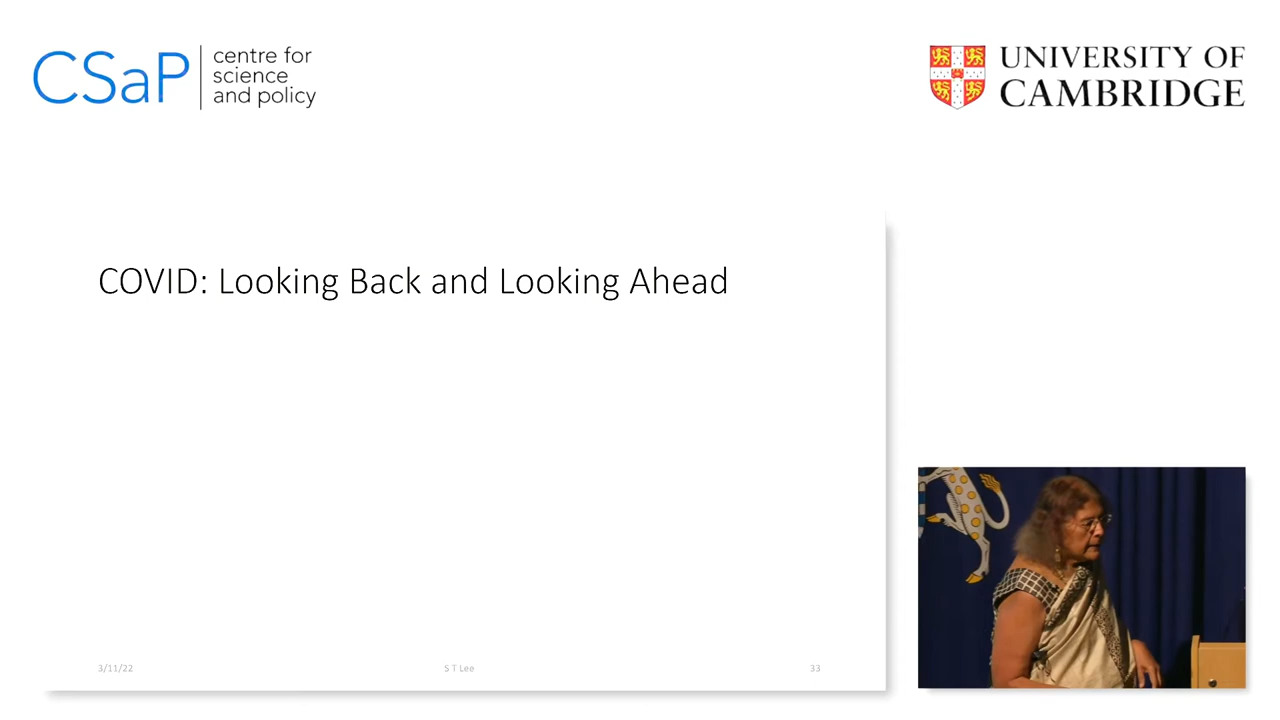 CSaP
centre for
science
and policy
UNIVERSITY OF
CAMBRIDGE
COVID: Looking Back and Looking Ahead
3/11/22
S T Lee
33